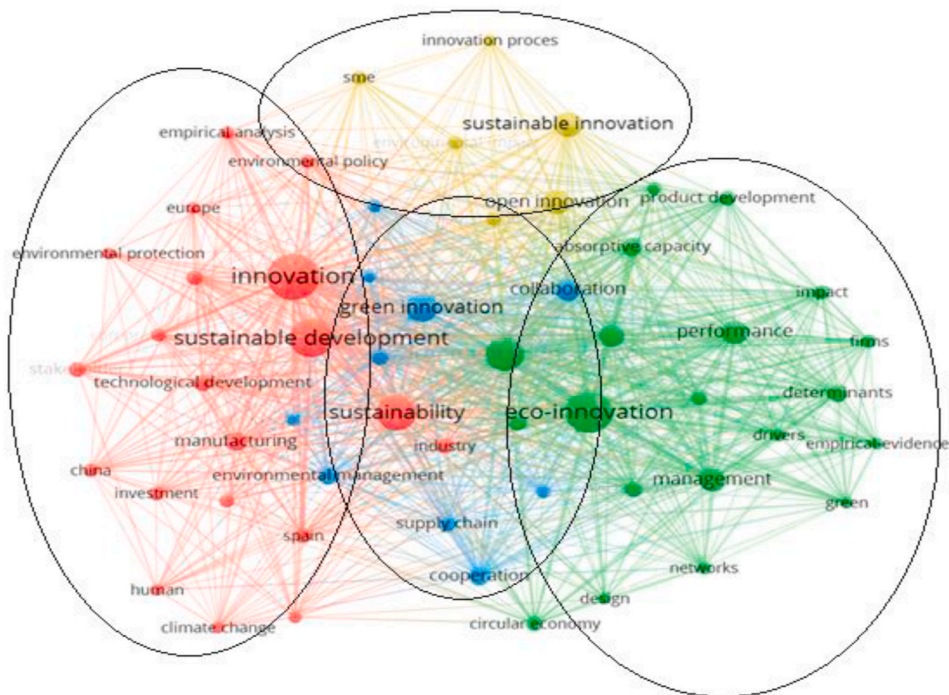 innovation proces
sme
sustainable innovation
empirical analysis
environmental impact
environmental policy
product development
open innovation
europe
absorptive capacity
environmental protection
innovation
collaboration
impact
green innovation
performance
sustainable development
firms
technological development
determinants
sustainability
eco-innovation
manufacturing
industry
drivers
empirical evidence
china
environmental management
management
investment
green
supply chain
spain
networks
cooperation
human
design
climate change
circular economy